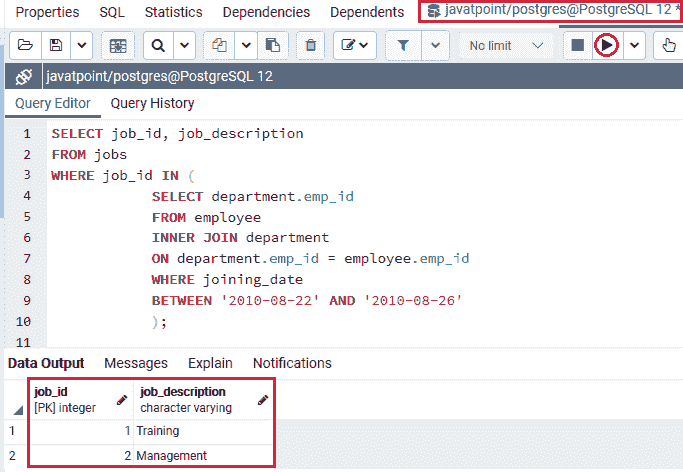 Properties SQL Statistics Dependencies Dependents javatpoint/postgres@PostgreSQL 12 *
No limit
javatpoint/postgres@PostgreSQL 12
Query Editor Query History
1 SELECT job_id, job_description
2 FROM jobs
3 WHERE job_id IN (
4 SELECT department.emp_id
5 FROM employee
6 INNER JOIN department
7 ON department.emp_id = employee.emp_id
8 WHERE joining_date
9 BETWEEN '2010-08-22' AND '2010-08-26'
10 );
11
Data Output Messages Explain Notifications
job_id job_description
[PK] integer character varying
1 1 Training
2 2 Management